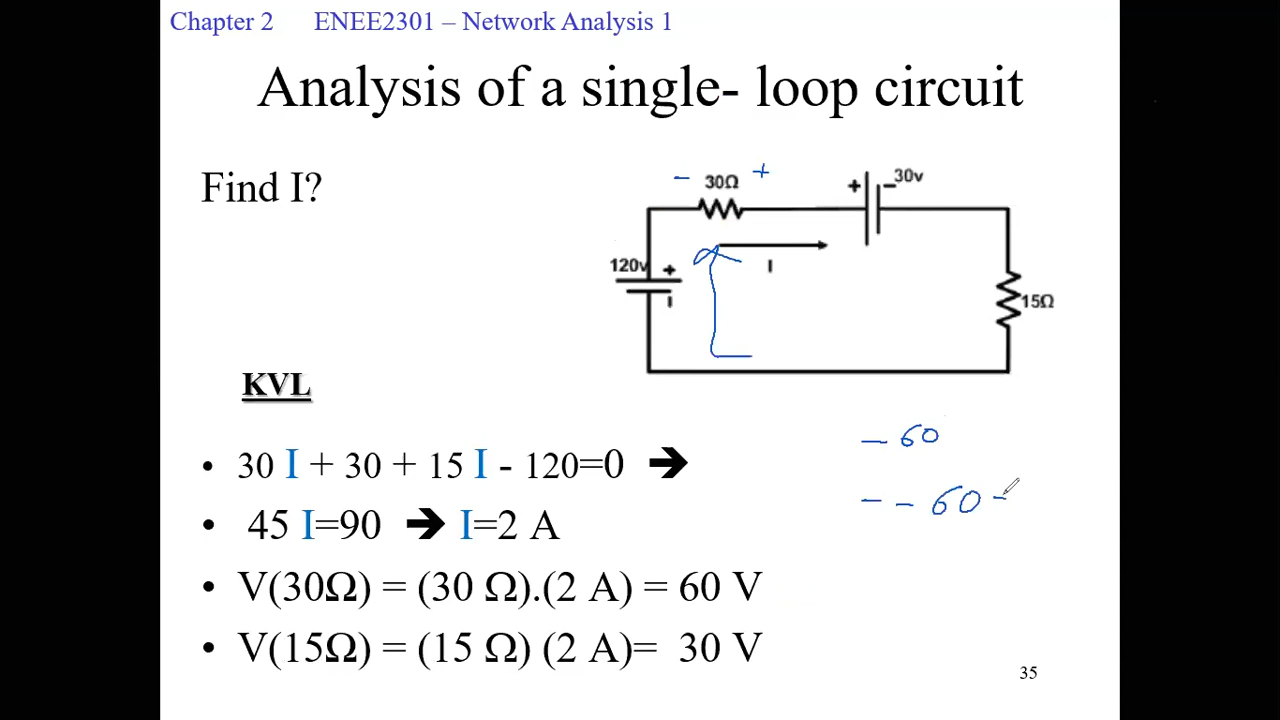 Chapter 2 ENEE2301 – Network Analysis 1
Analysis of a single- loop circuit
Find I?
- 30Ω +
+ - 30v
120v +
I
I
15Ω
KVL
• 30 I + 30 + 15 I - 120=0 ➔
- 60
• 45 I=90 ➔ I=2 A
- - 60 -
• V(30Ω) = (30 Ω).(2 A) = 60 V
• V(15Ω) = (15 Ω) (2 A)= 30 V
35